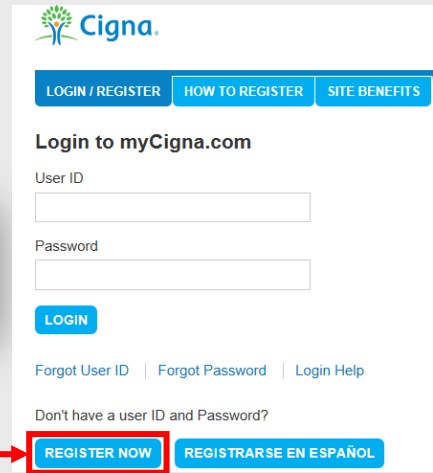 Cigna.
LOGIN / REGISTER HOW TO REGISTER SITE BENEFITS
Login to myCigna.com
User ID
Password
LOGIN
Forgot User ID | Forgot Password | Login Help
Don't have a user ID and Password?
REGISTER NOW REGISTRARSE EN ESPAÑOL